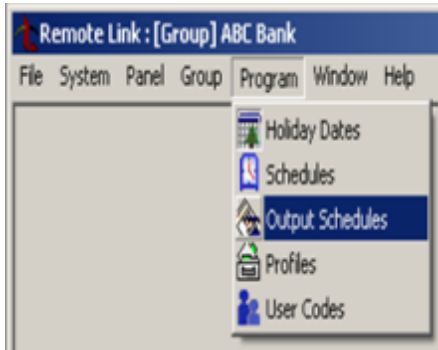 Remote Link : [Group] ABC Bank
File System Panel Group Program Window Help
Holiday Dates
Schedules
Output Schedules
Profiles
User Codes